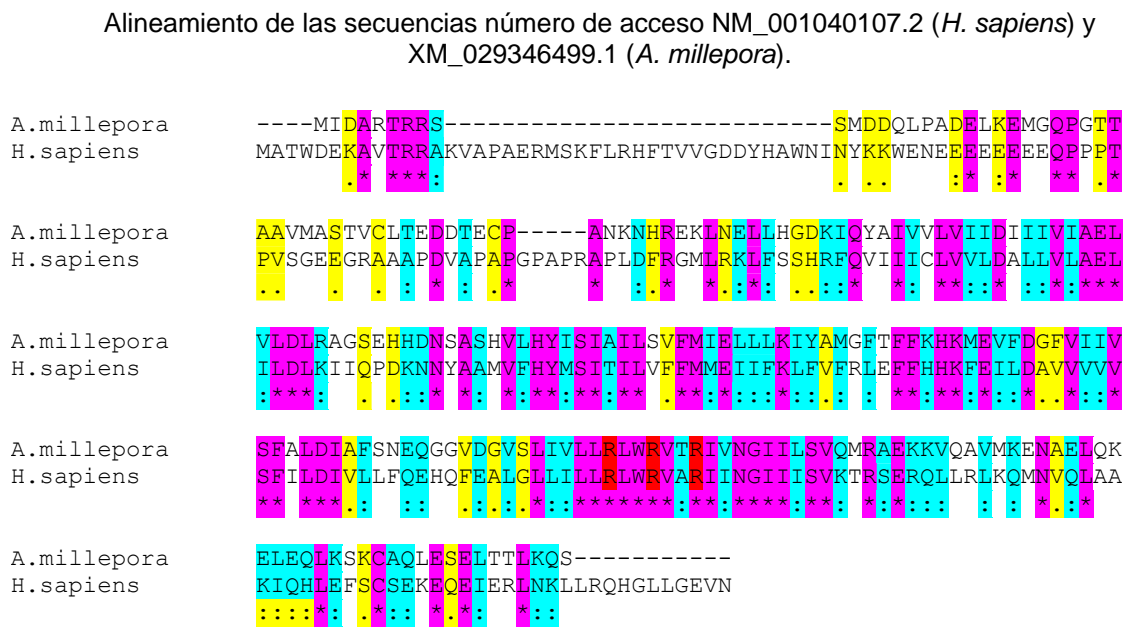 Alineamiento de las secuencias número de acceso NM_001040107.2 (H. sapiens) y
XM_029346499.1 (A. millepora).
A.millepora ----MIDARTRRS---------------------------SMDDQLPADELKEMGQPGTT
H.sapiens MATWDEKAVTRRAKVAPAERMSKFLRHFTVVGDDYHAWNINYKKWENEEEEEEEEQPPPT
.* ***: . .. :* :* ** .*
A.millepora AAVMASTVCLTEDDTECP-----ANKNHREKLNELLHGDKIQYAIVVLVIIDIIIVIAEL
H.sapiens PVSGEEGRAAAPDVAPAPGPAPRAPLDFRGMLRKLFSSHRFQVIIICLVVLDALLVLAEL
.. . . : * : .* * :.* *.:*: ..::* *: **::* ::*:***
A.millepora VLDLRAGSEHHDNSASHVLHYISIAILSVFMIELLLKIYAMGFTFFKHKMEVFDGFVIIV
H.sapiens ILDLKIIQPDKNNYAAMVFHYMSITILVFFMMEIIFKLFVFRLEFFHHKFEILDAVVVVV
:***: . .::* * *: *:**:**:** .**:*:::*::.: : **:**:*::*..*::*
A.millepora SFALDIAFSNEQGGVDGVSLIVLLRLWRVTRIVNGIILSVQMRAEKKVQAVMKENAELQK
H.sapiens SFILDIVLLFQEHQFEALGLLILLRLWRVARIINGIIISVKTRSERQLLRLKQMNVQLAA
** ***.: :: .:.:.*::********:**:****:**: *:*::: : : *.:*
A.millepora ELEQLKSKCAQLESELTTLKQS-----------
H.sapiens KIQHLEFSCSEKEQEIERLNKLLRQHGLLGEVN
::::*: .*: *.*: *::